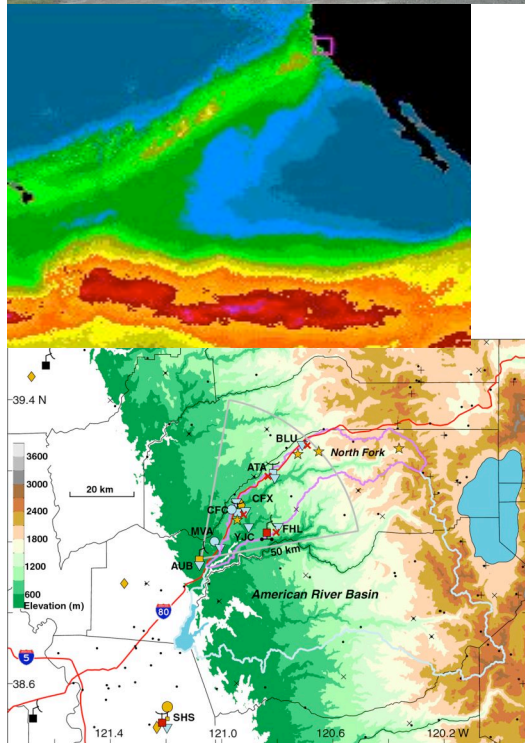 39.4 N
3600
3000
2400
1800
1200
600
Elevation (m)
20 km
BLU
North Fork
ATA
CFX
CFC
MVA
YJC
FHL
50 km
AUB
American River Basin
80
5
38.6
SHS
121.4
121.0
120.6
120.2 W